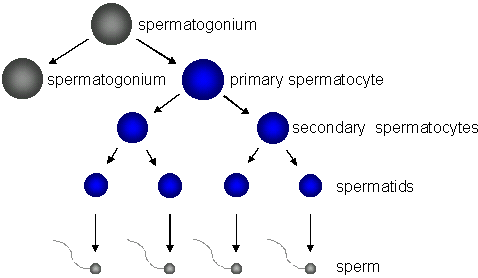 spermatogonium
spermatogonium
primary spermatocyte
secondary spermatocytes
spermatids
sperm